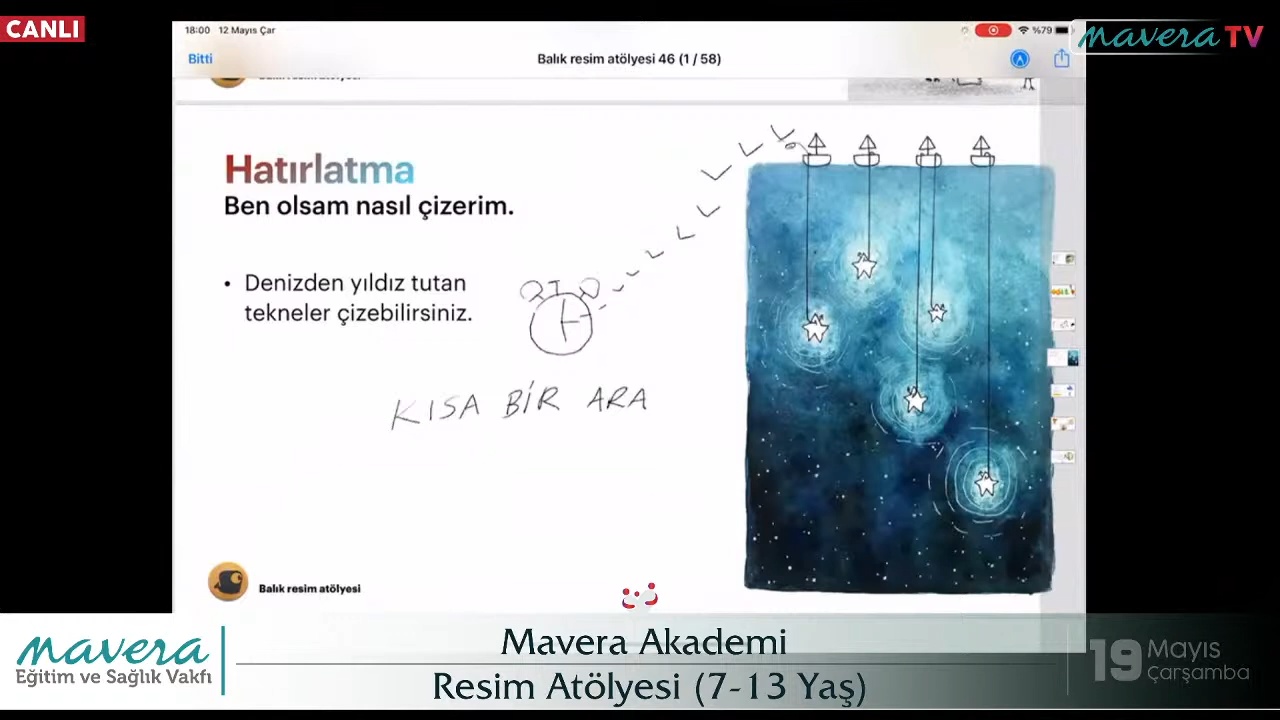 CANLI
18:00 12 Mayıs Çar
%79
mavera TV
Bitti
Balık resim atölyesi 46 (1 / 58)
Hatırlatma
Ben olsam nasıl çizerim.
• Denizden yıldız tutan
tekneler çizebilirsiniz.
KISA BİR ARA
Balık resim atölyesi
mavera
Eğitim ve Sağlık Vakfı
Mavera Akademi
Resim Atölyesi (7-13 Yaş)
19 Mayıs
Çarşamba